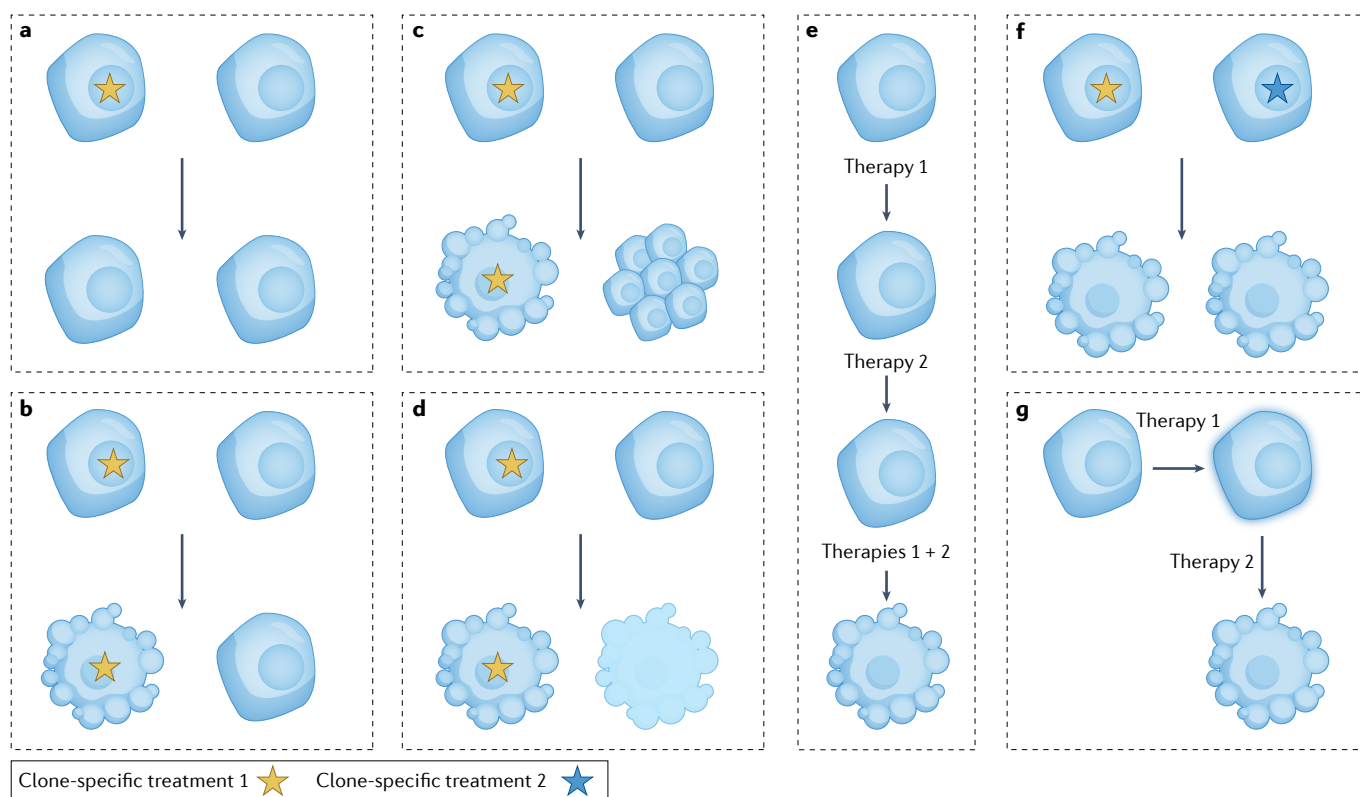 a
c
e
f
Therapy 1
Therapy 2
Therapies 1 + 2
b
d
g
Therapy 1
Therapy 2
Clone-specific treatment 1
Clone-specific treatment 2